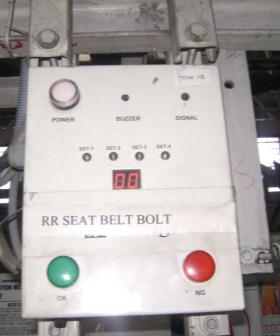 POWER BUZZER SIGNAL
SET-1 SET-2 SET-3 SET-4
00
RR SEAT BELT BOLT
OK NG